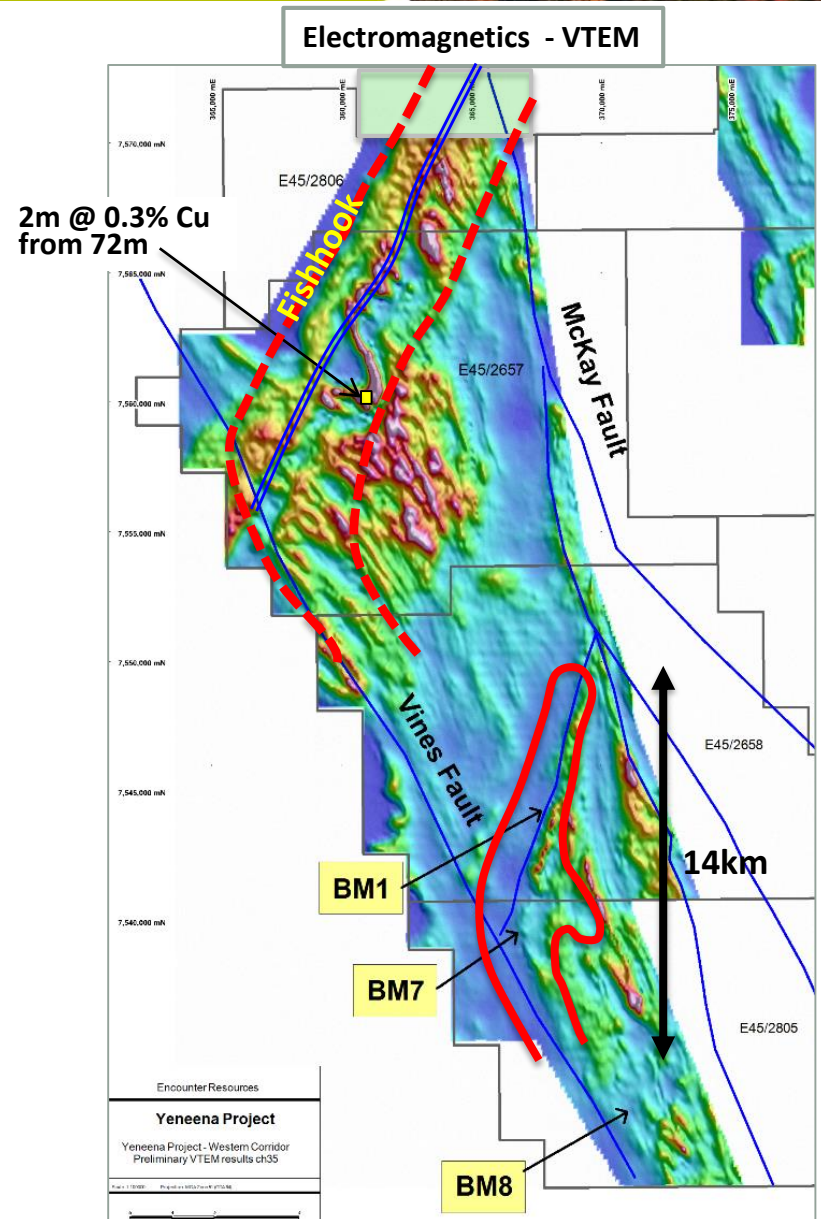 Electromagnetics - VTEM
355,000 mE
360,000 mE
365,000 mE
370,000 mE
375,000 mE
7,570,000 mN
E45/2806
2m @ 0.3% Cu
from 72m
Fishhook
7,565,000 mN
McKay Fault
E45/2657
7,560,000 mN
7,555,000 mN
7,550,000 mN
Vines Fault
E45/2658
7,545,000 mN
14km
BM1
7,540,000 mN
BM7
E45/2805
Encounter Resources
Yeneena Project
Yeneena Project - Western Corridor
Preliminary VTEM results ch35
BM8